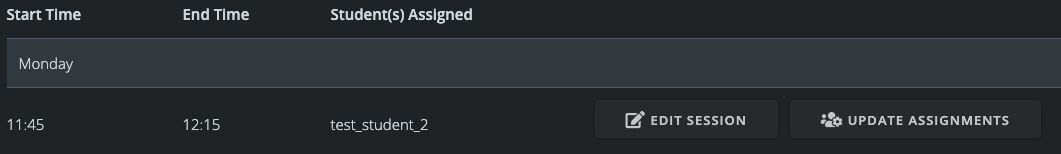 Start Time End Time Student(s) Assigned
Monday
11:45 12:15 test_student_2 EDIT SESSION UPDATE ASSIGNMENTS